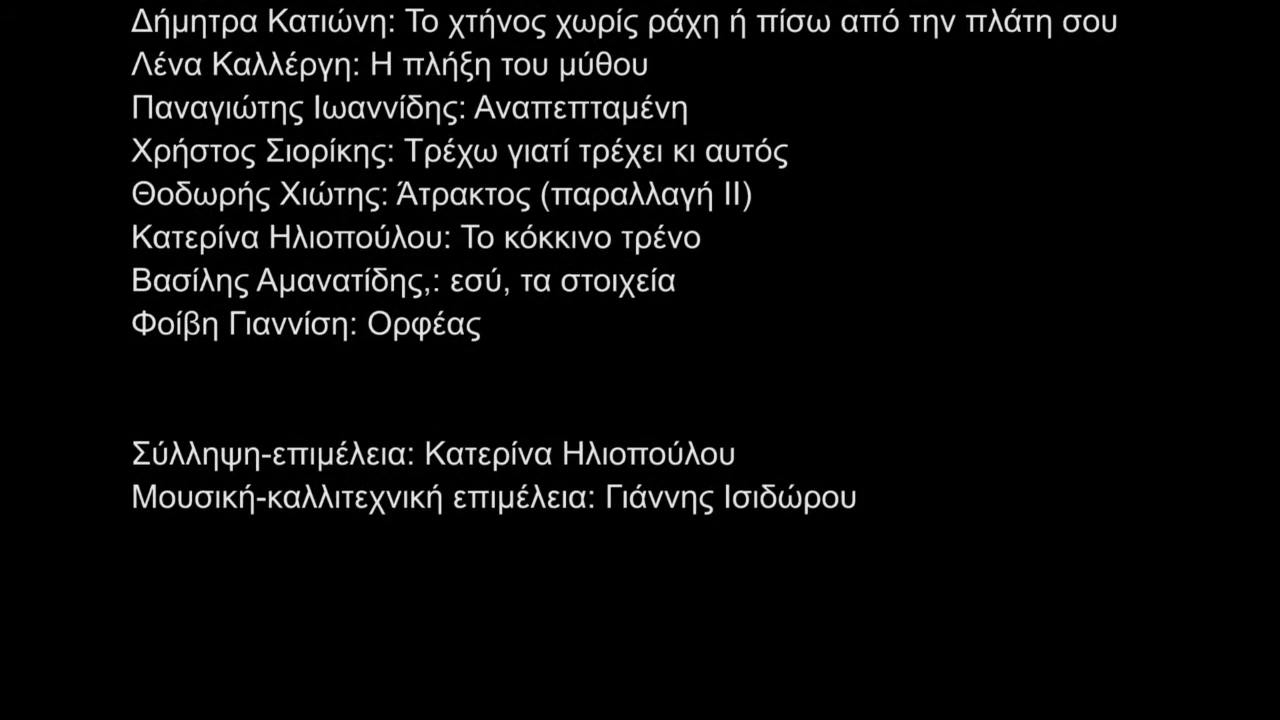 Δήμητρα Κατιώνη: Το χτήνος χωρίς ράχη ή πίσω από την πλάτη σου
Λένα Καλλέργη: Η πλήξη του μύθου
Παναγιώτης Ιωαννίδης: Αναπεπταμένη
Χρήστος Σιορίκης: Τρέχω γιατί τρέχει κι αυτός
Θοδωρής Χιώτης: Άτρακτος (παραλλαγή ΙΙ)
Κατερίνα Ηλιοπούλου: Το κόκκινο τρένο
Βασίλης Αμανατίδης,: εσύ, τα στοιχεία
Φοίβη Γιαννίση: Ορφέας
Σύλληψη-επιμέλεια: Κατερίνα Ηλιοπούλου
Μουσική-καλλιτεχνική επιμέλεια: Γιάννης Ισιδώρου